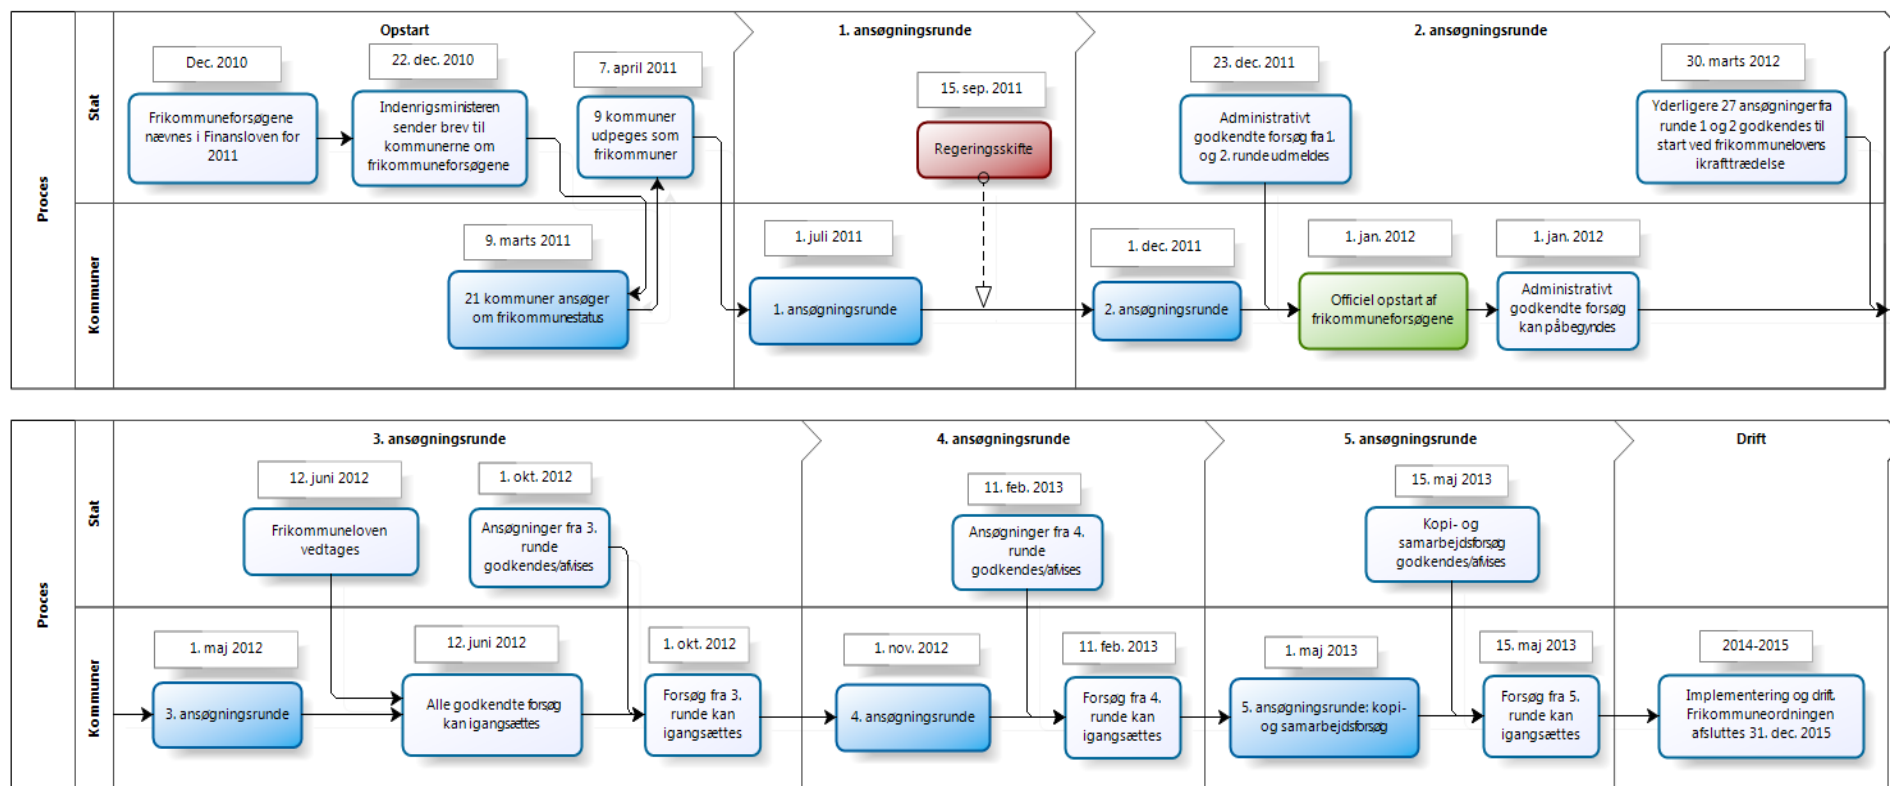 Proces
Stat
Kommuner
Opstart
1. ansøgningsrunde
2. ansøgningsrunde
Dec. 2010
Frikommuneforsøgene
nævnes i Finansloven for
2011
22. dec. 2010
Indenrigsministeren
sender brev til
kommunerne om
frikommuneforsøgene
7. april 2011
9 kommuner
udpeges som
frikommuner
15. sep. 2011
Regeringsskifte
23. dec. 2011
Administrativt
godkendte forsøg fra 1.
og 2. runde udmeldes
30. marts 2012
Yderligere 27 ansøgninger fra
runde 1 og 2 godkendes til
start ved frikommunelovens
ikrafttrædelse
9. marts 2011
21 kommuner ansøger
om frikommunestatus
1. juli 2011
1. ansøgningsrunde
1. dec. 2011
2. ansøgningsrunde
1. jan. 2012
Officiel opstart af
frikommuneforsøgene
1. jan. 2012
Administrativt
godkendte forsøg
kan påbegyndes
Proces
Stat
Kommuner
3. ansøgningsrunde
4. ansøgningsrunde
5. ansøgningsrunde
Drift
12. juni 2012
Frikommuneloven
vedtages
1. okt. 2012
Ansøgninger fra 3.
runde
godkendes/afvises
11. feb. 2013
Ansøgninger fra 4.
runde
godkendes/afvises
15. maj 2013
Kopi- og
samarbejdsforsøg
godkendes/afvises
1. maj 2012
3. ansøgningsrunde
12. juni 2012
Alle godkendte forsøg
kan igangsættes
1. okt. 2012
Forsøg fra 3.
runde kan
igangsættes
1. nov. 2012
4. ansøgningsrunde
11. feb. 2013
Forsøg fra 4.
runde kan
igangsættes
1. maj 2013
5. ansøgningsrunde: kopi-
og samarbejdsforsøg
15. maj 2013
Forsøg fra 5.
runde kan
igangsættes
2014-2015
Implementering og drift.
Frikommuneordningen
afsluttes 31. dec. 2015